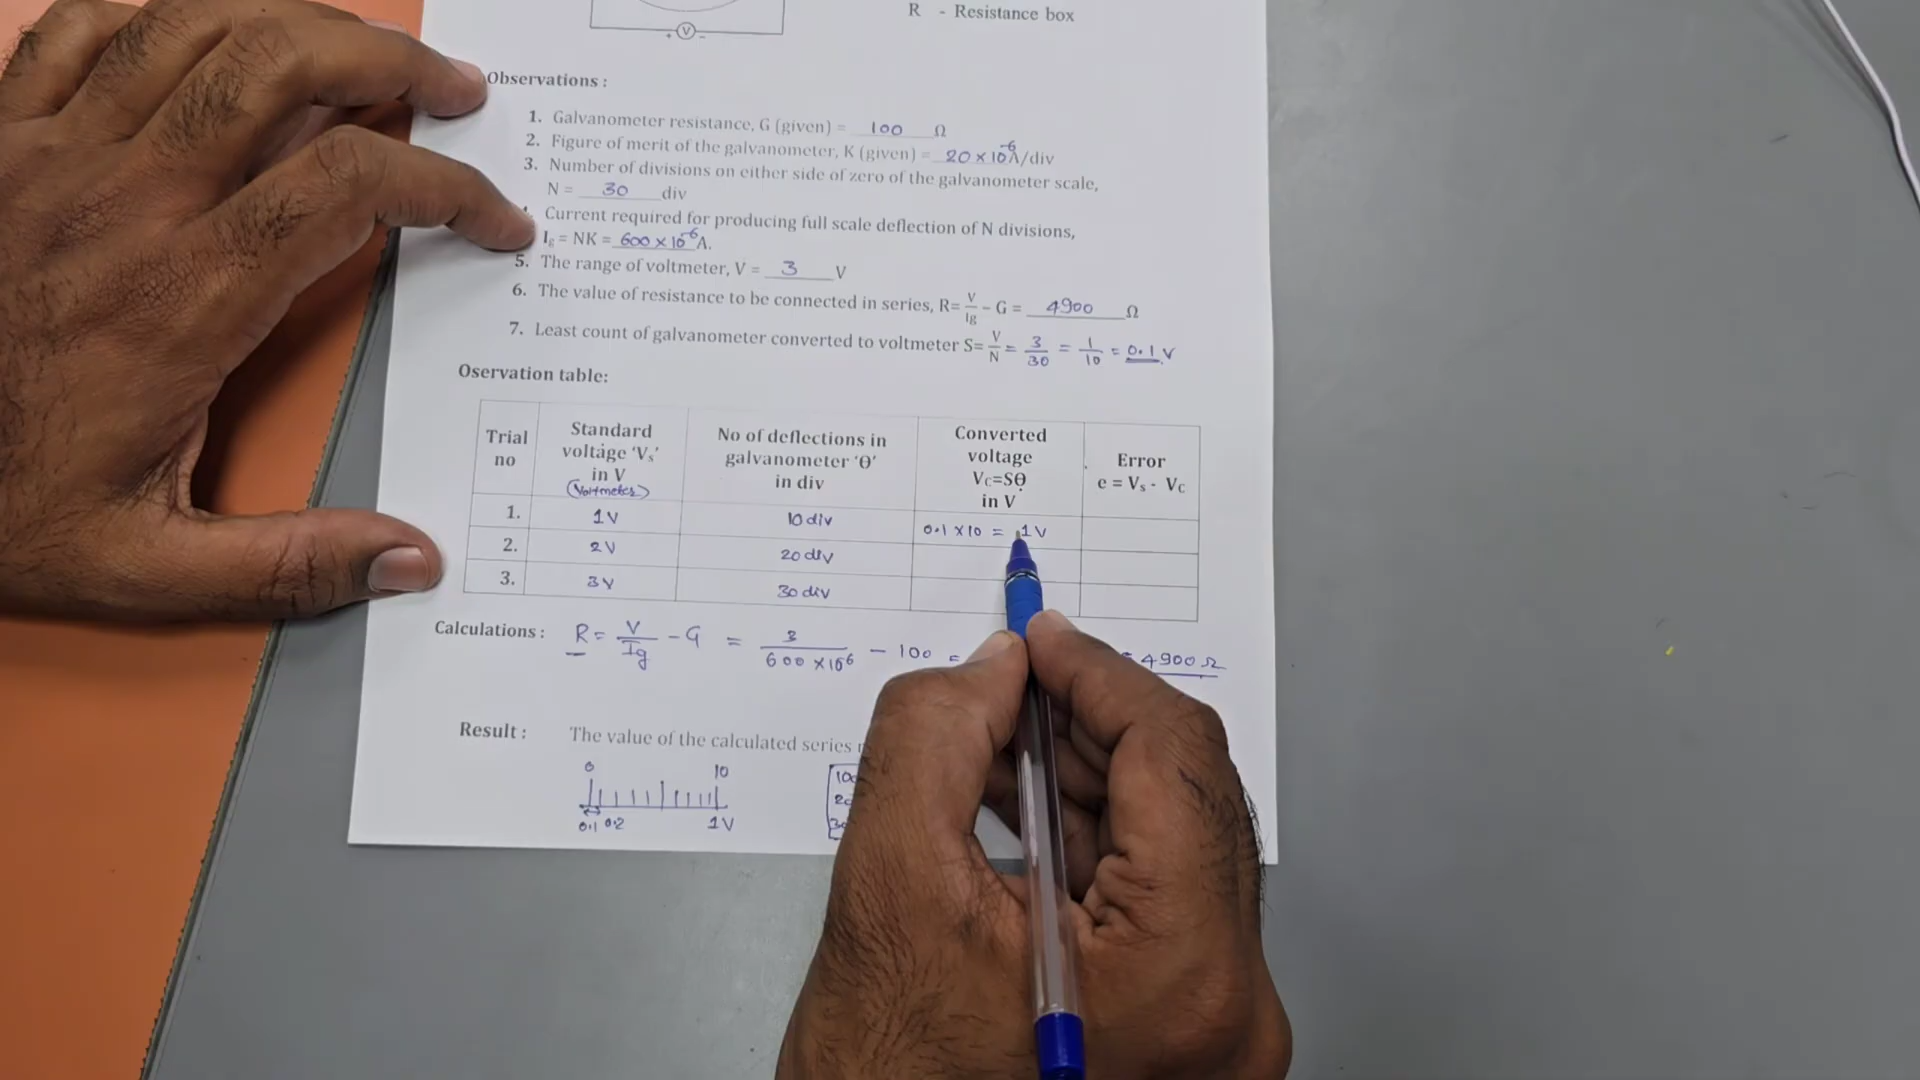 R - Resistance box
+ V -
Observations :
1. Galvanometer resistance, G (given) = 100 Ω
2. Figure of merit of the galvanometer, K (given) = 20 × 10⁻⁶ A/div
3. Number of divisions on either side of zero of the galvanometer scale,
N = 30 div
Current required for producing full scale deflection of N divisions,
Ig = NK = 600 × 10⁻⁶ A.
5. The range of voltmeter, V = 3 V
6. The value of resistance to be connected in series, R= V/Ig – G = 4900 Ω
7. Least count of galvanometer converted to voltmeter S= V/N = 3/30 = 1/10 = 0.1 V
Oservation table:
Trial no
Standard voltage 'Vs' in V (Voltmeter)
No of deflections in galvanometer 'Θ' in div
Converted voltage VC=SΘ in V
Error e = Vs - VC
1. 1V 10 div 0.1 × 10 = 1V
2. 2V 20 div
3. 3V 30 div
Calculations : R = V/Ig – G = 3/600 × 10⁻⁶ – 100 = = 4900 Ω
Result : The value of the calculated series
0 10
0.1 0.2 1V